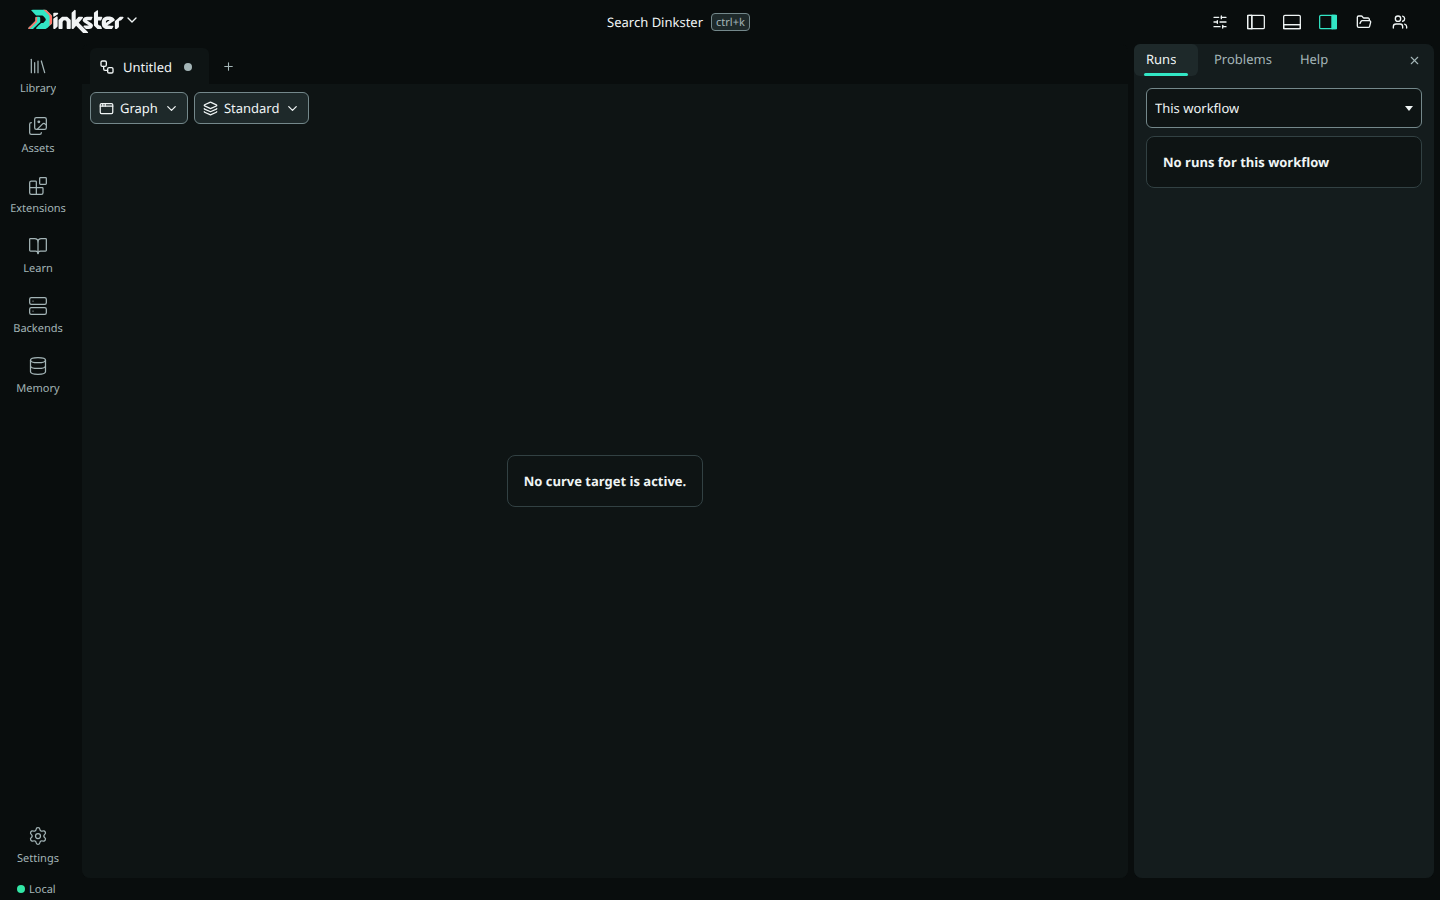 Dinkster
Search Dinkster ctrl+k
Library
Assets
Extensions
Learn
Backends
Memory
Settings
Local
Untitled
Graph
Standard
No curve target is active.
Runs
Problems
Help
This workflow
No runs for this workflow